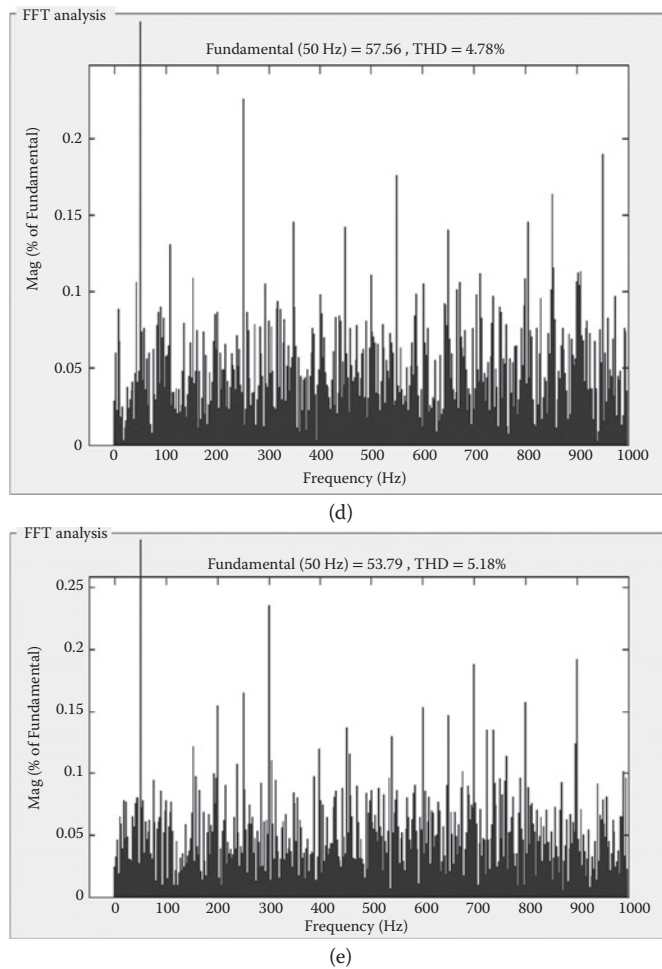 FFT analysis
Fundamental (50 Hz) = 57.56 , THD = 4.78%
Mag (% of Fundamental)
0.2
0.15
0.1
0.05
0
0 100 200 300 400 500 600 700 800 900 1000
Frequency (Hz)
(d)
FFT analysis
Fundamental (50 Hz) = 53.79 , THD = 5.18%
Mag (% of Fundamental)
0.25
0.2
0.15
0.1
0.05
0
0 100 200 300 400 500 600 700 800 900 1000
Frequency (Hz)
(e)